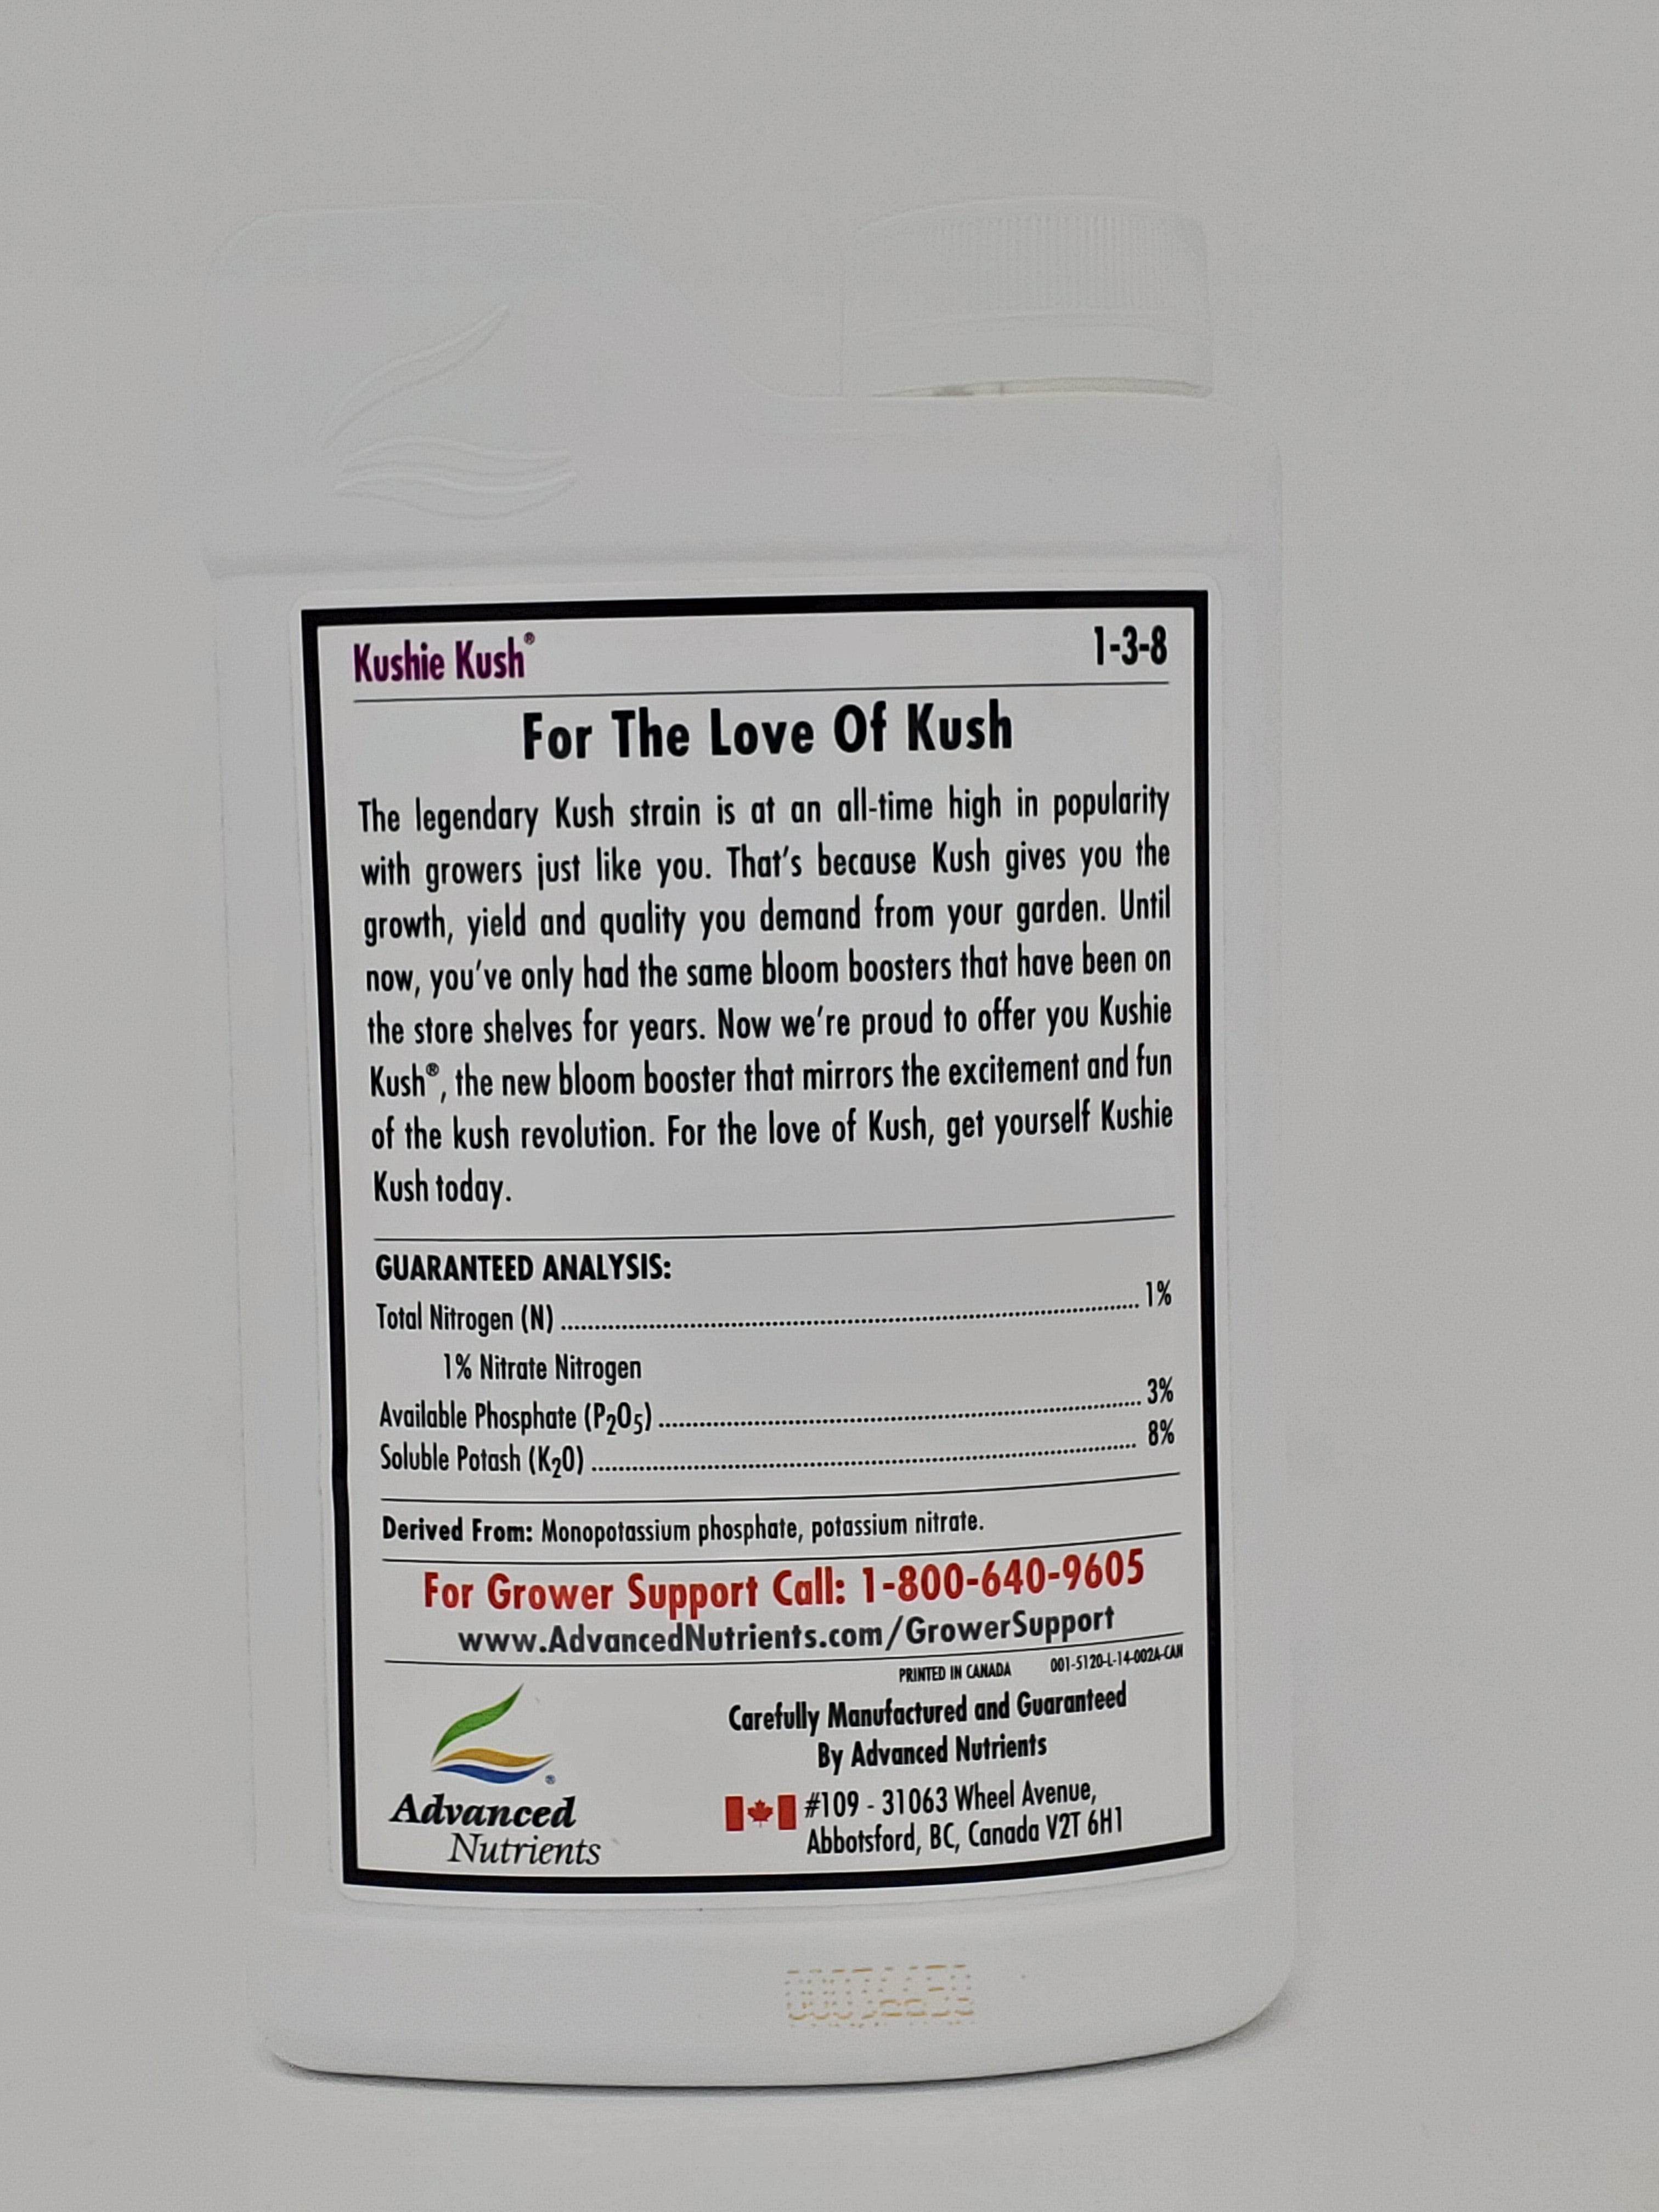 Kushie Kush® 1-3-8
For The Love Of Kush
The legendary Kush strain is at an all-time high in popularity
with growers just like you. That's because Kush gives you the
growth, yield and quality you demand from your garden. Until
now, you've only had the same bloom boosters that have been on
the store shelves for years. Now we're proud to offer you Kushie
Kush®, the new bloom booster that mirrors the excitement and fun
of the kush revolution. For the love of Kush, get yourself Kushie
Kush today.
GUARANTEED ANALYSIS:
Total Nitrogen (N) 1%
1% Nitrate Nitrogen
Available Phosphate (P₂O₅) 3%
Soluble Potash (K₂O) 8%
Derived From: Monopotassium phosphate, potassium nitrate.
For Grower Support Call: 1-800-640-9605
www.AdvancedNutrients.com/GrowerSupport
PRINTED IN CANADA 001-5120-L-14-002A-CAN
Carefully Manufactured and Guaranteed
By Advanced Nutrients
#109 - 31063 Wheel Avenue,
Abbotsford, BC, Canada V2T 6H1
®
Advanced
Nutrients